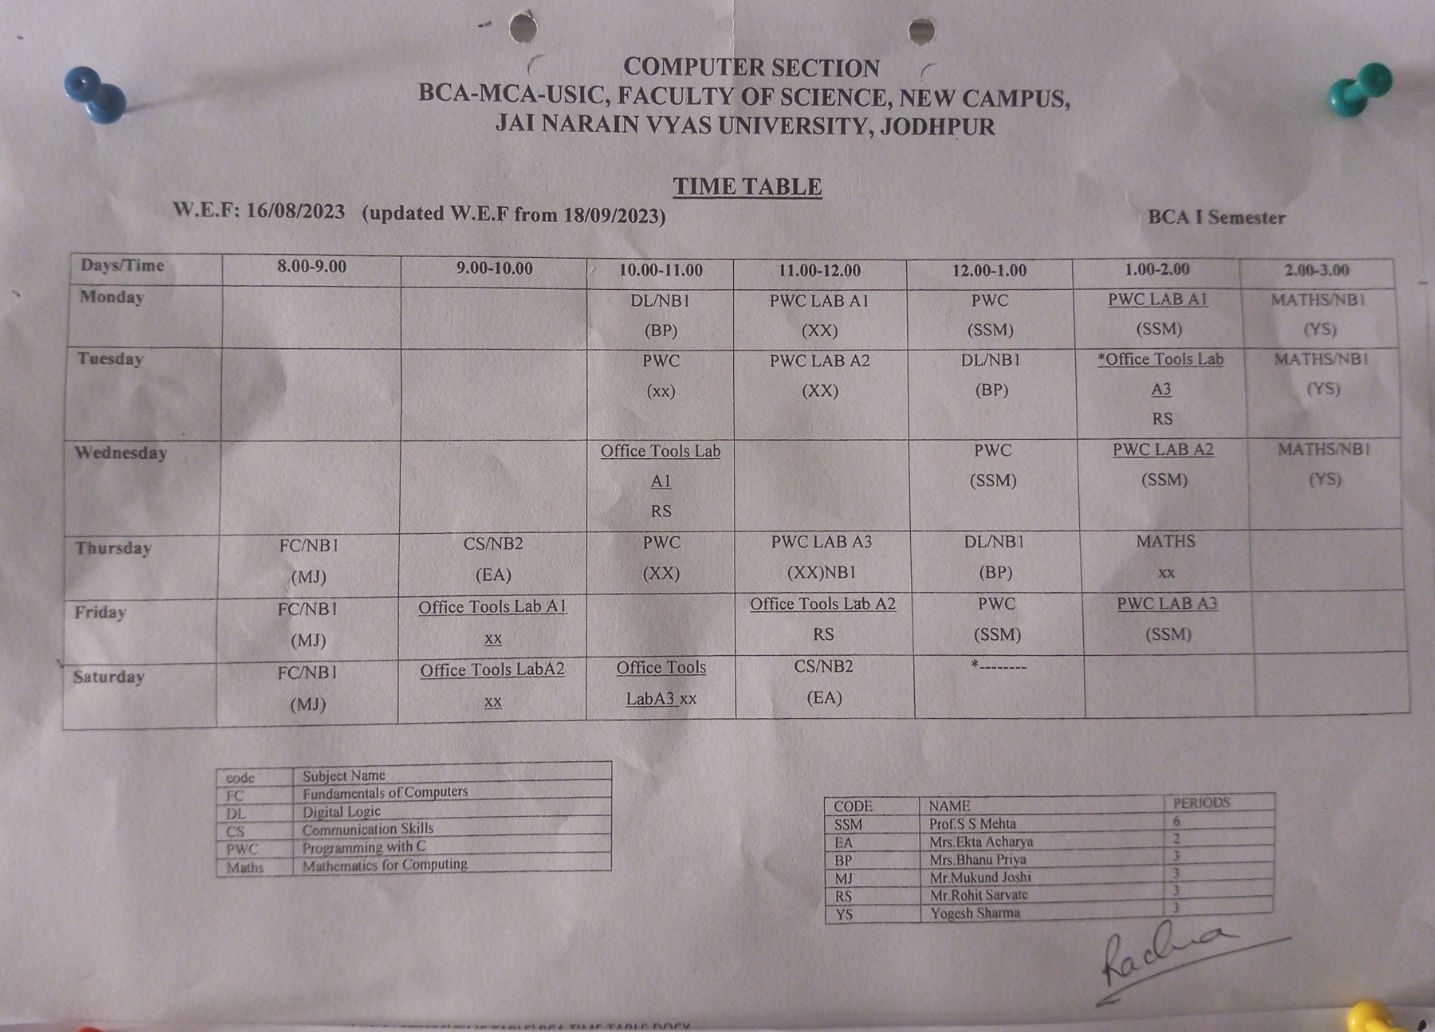 COMPUTER SECTION
BCA-MCA-USIC, FACULTY OF SCIENCE, NEW CAMPUS,
JAI NARAIN VYAS UNIVERSITY, JODHPUR
TIME TABLE
W.E.F: 16/08/2023 (updated W.E.F from 18/09/2023) BCA I Semester
Days/Time 8.00-9.00 9.00-10.00 10.00-11.00 11.00-12.00 12.00-1.00 1.00-2.00 2.00-3.00
Monday DL/NB1 PWC LAB A1 PWC PWC LAB A1 MATHS/NB1
(BP) (XX) (SSM) (SSM) (YS)
Tuesday PWC PWC LAB A2 DL/NB1 *Office Tools Lab MATHS/NB1
(xx) (XX) (BP) A3 (YS)
RS
Wednesday Office Tools Lab PWC PWC LAB A2 MATHS/NB1
A1 (SSM) (SSM) (YS)
RS
Thursday FC/NB1 CS/NB2 PWC PWC LAB A3 DL/NB1 MATHS
(MJ) (EA) (XX) (XX)NB1 (BP) xx
Friday FC/NB1 Office Tools Lab A1 Office Tools Lab A2 PWC PWC LAB A3
(MJ) xx RS (SSM) (SSM)
Saturday FC/NB1 Office Tools LabA2 Office Tools CS/NB2 *--------
(MJ) xx LabA3 xx (EA)
code Subject Name
FC Fundamentals of Computers
DL Digital Logic
CS Communication Skills
PWC Programming with C
Maths Mathematics for Computing
CODE NAME PERIODS
SSM Prof.S S Mehta 6
EA Mrs.Ekta Acharya 2
BP Mrs.Bhanu Priya 3
MJ Mr.Mukund Joshi 3
RS Mr.Rohit Sarvate 3
YS Yogesh Sharma 3